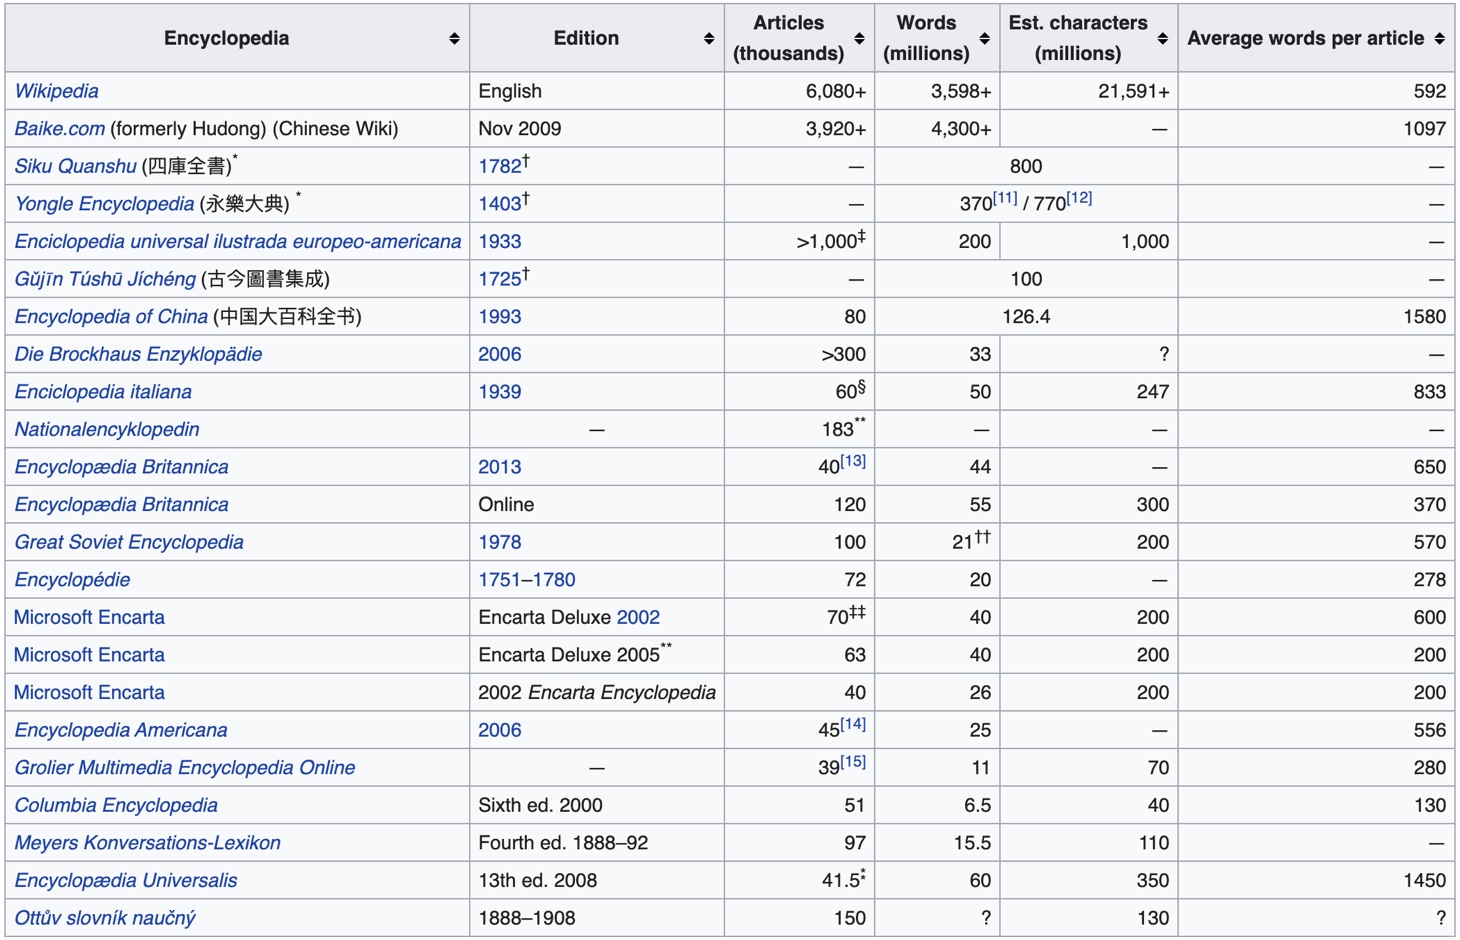 Encyclopedia Edition Articles (thousands) Words (millions) Est. characters (millions) Average words per article
Wikipedia English 6,080+ 3,598+ 21,591+ 592
Baike.com (formerly Hudong) (Chinese Wiki) Nov 2009 3,920+ 4,300+ — 1097
Siku Quanshu (四庫全書)* 1782† — 800 —
Yongle Encyclopedia (永樂大典) * 1403† — 370[11] / 770[12] —
Enciclopedia universal ilustrada europeo-americana 1933 >1,000‡ 200 1,000 —
Gǔjīn Túshū Jíchéng (古今圖書集成) 1725† — 100 —
Encyclopedia of China (中国大百科全书) 1993 80 126.4 1580
Die Brockhaus Enzyklopädie 2006 >300 33 ? —
Enciclopedia italiana 1939 60§ 50 247 833
Nationalencyklopedin — 183** — — —
Encyclopædia Britannica 2013 40[13] 44 — 650
Encyclopædia Britannica Online 120 55 300 370
Great Soviet Encyclopedia 1978 100 21†† 200 570
Encyclopédie 1751–1780 72 20 — 278
Microsoft Encarta Encarta Deluxe 2002 70‡‡ 40 200 600
Microsoft Encarta Encarta Deluxe 2005** 63 40 200 200
Microsoft Encarta 2002 Encarta Encyclopedia 40 26 200 200
Encyclopedia Americana 2006 45[14] 25 — 556
Grolier Multimedia Encyclopedia Online — 39[15] 11 70 280
Columbia Encyclopedia Sixth ed. 2000 51 6.5 40 130
Meyers Konversations-Lexikon Fourth ed. 1888–92 97 15.5 110 —
Encyclopædia Universalis 13th ed. 2008 41.5⁑ 60 350 1450
Ottův slovník naučný 1888–1908 150 ? 130 ?